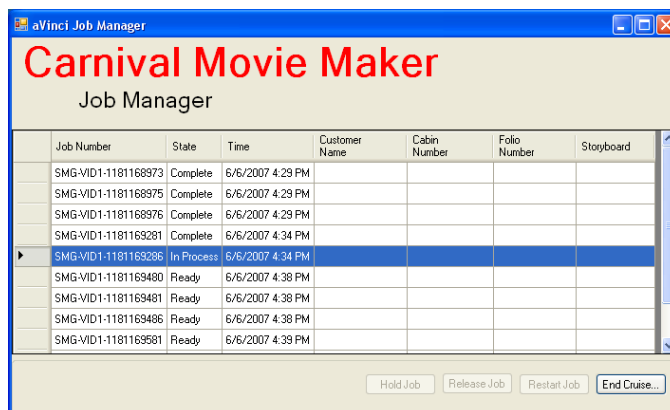 aVinci Job Manager
Carnival Movie Maker
Job Manager
Job Number State Time Customer Name Cabin Number Folio Number Storyboard
SMG-VID1-1181168973 Complete 6/6/2007 4:29 PM
SMG-VID1-1181168975 Complete 6/6/2007 4:29 PM
SMG-VID1-1181168976 Complete 6/6/2007 4:29 PM
SMG-VID1-1181169281 Complete 6/6/2007 4:34 PM
SMG-VID1-1181169286 In Process 6/6/2007 4:34 PM
SMG-VID1-1181169480 Ready 6/6/2007 4:38 PM
SMG-VID1-1181169481 Ready 6/6/2007 4:38 PM
SMG-VID1-1181169486 Ready 6/6/2007 4:38 PM
SMG-VID1-1181169581 Ready 6/6/2007 4:39 PM
Hold Job Release Job Restart Job End Cruise...